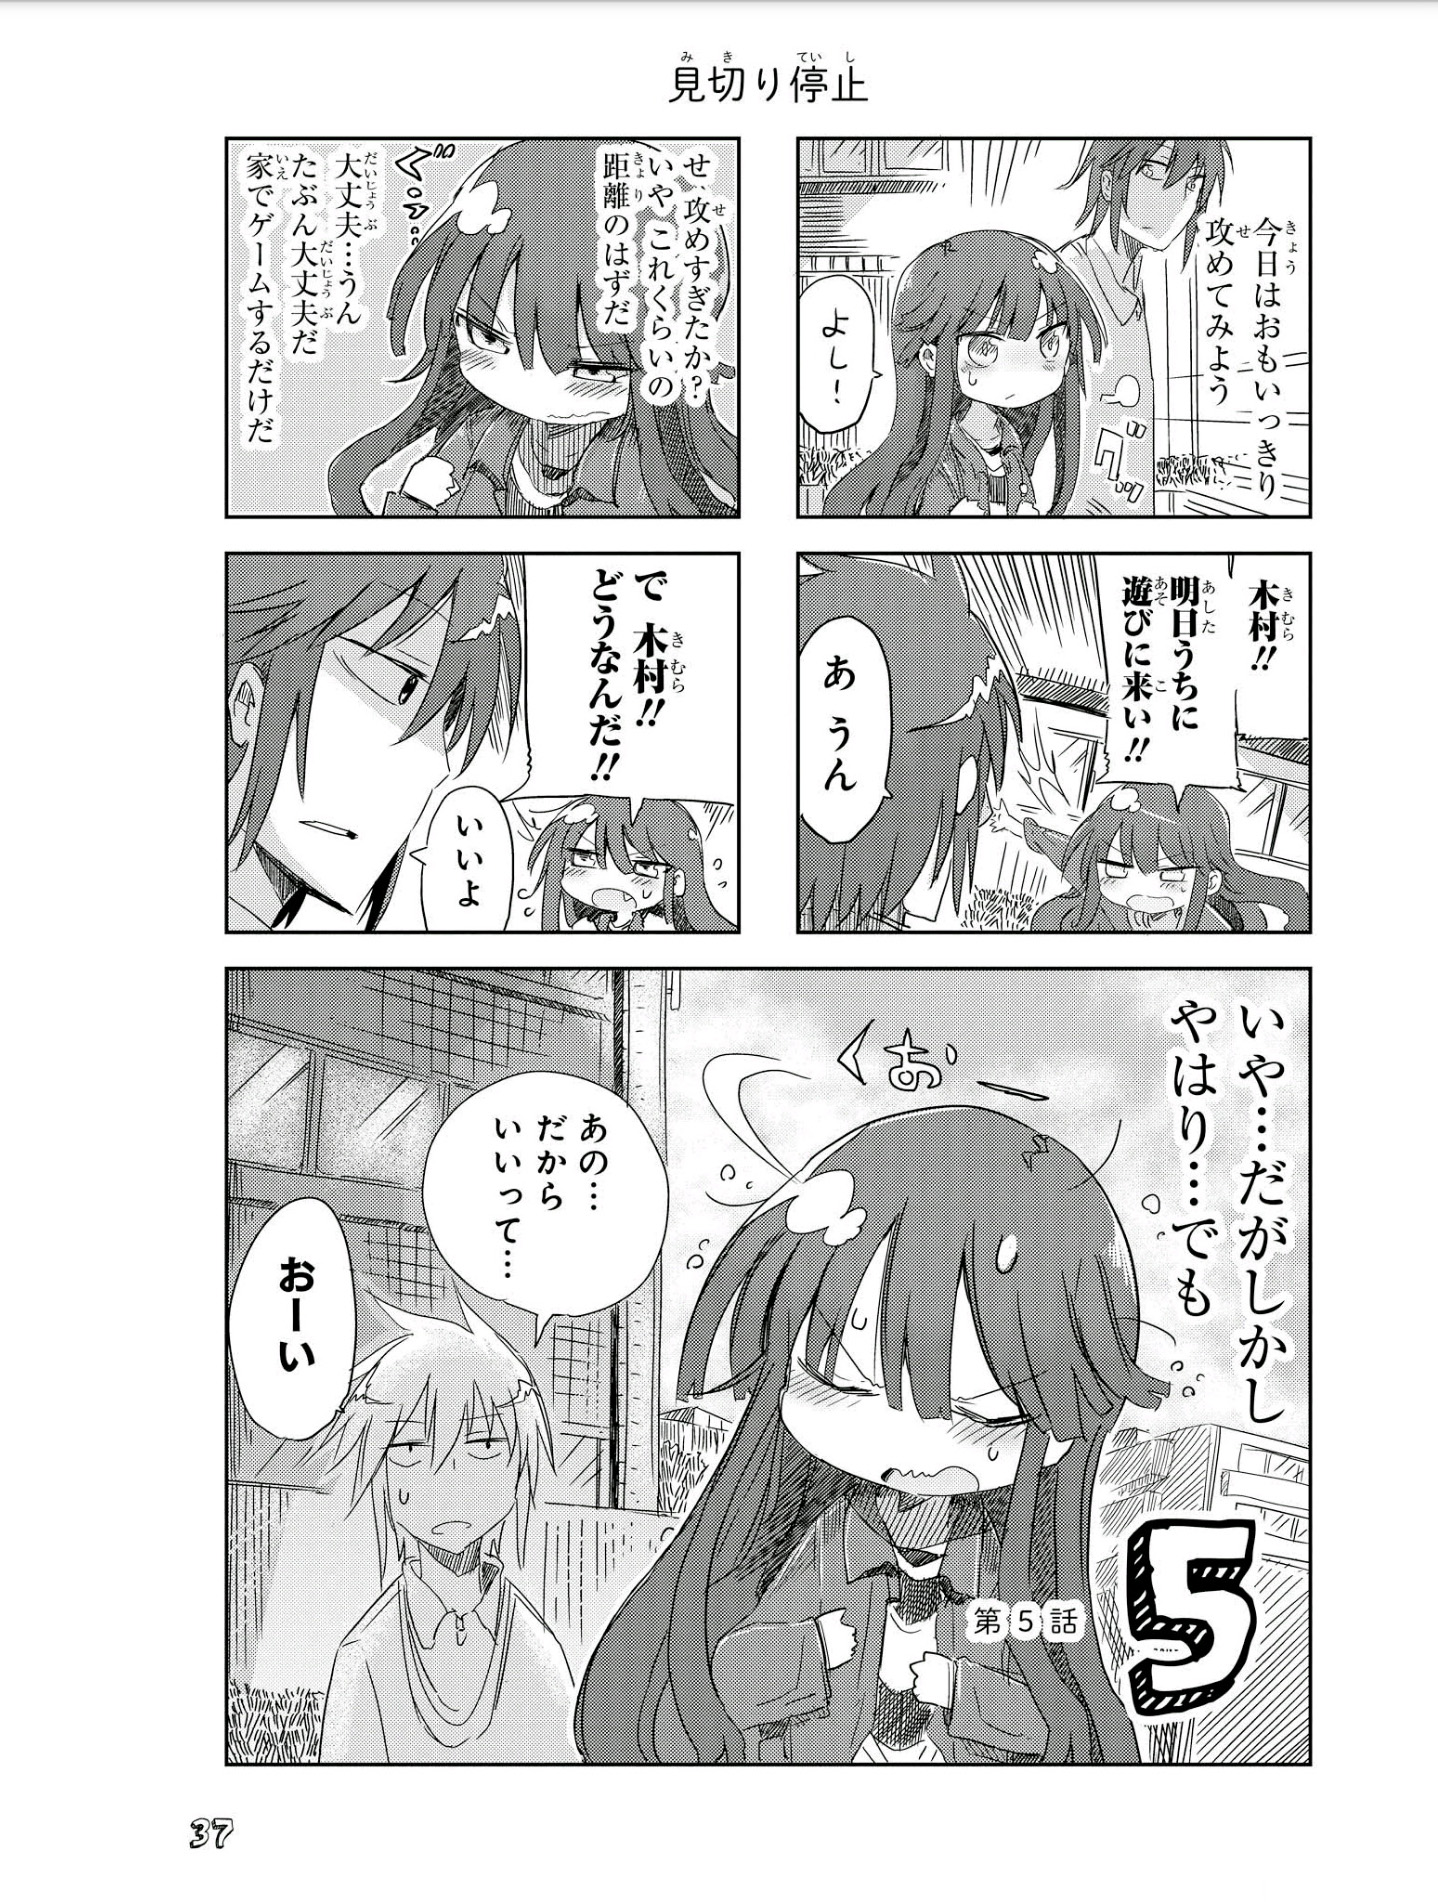 見切り停止
今日はおもいっきり
攻めてみよう
グッ
よし!
せ、攻めすぎたか?
いや これくらいの
距離のはずだ
大丈夫…うん
たぶん大丈夫だ
家でゲームするだけだ
木村!!
明日うちに
遊びに来い!!
あ うん
で 木村!!
どうなんだ!!
いいよ
いや…だがしかし
やはり…でも
お
あの…
だから
いいって…
おーい
第5話
5
37